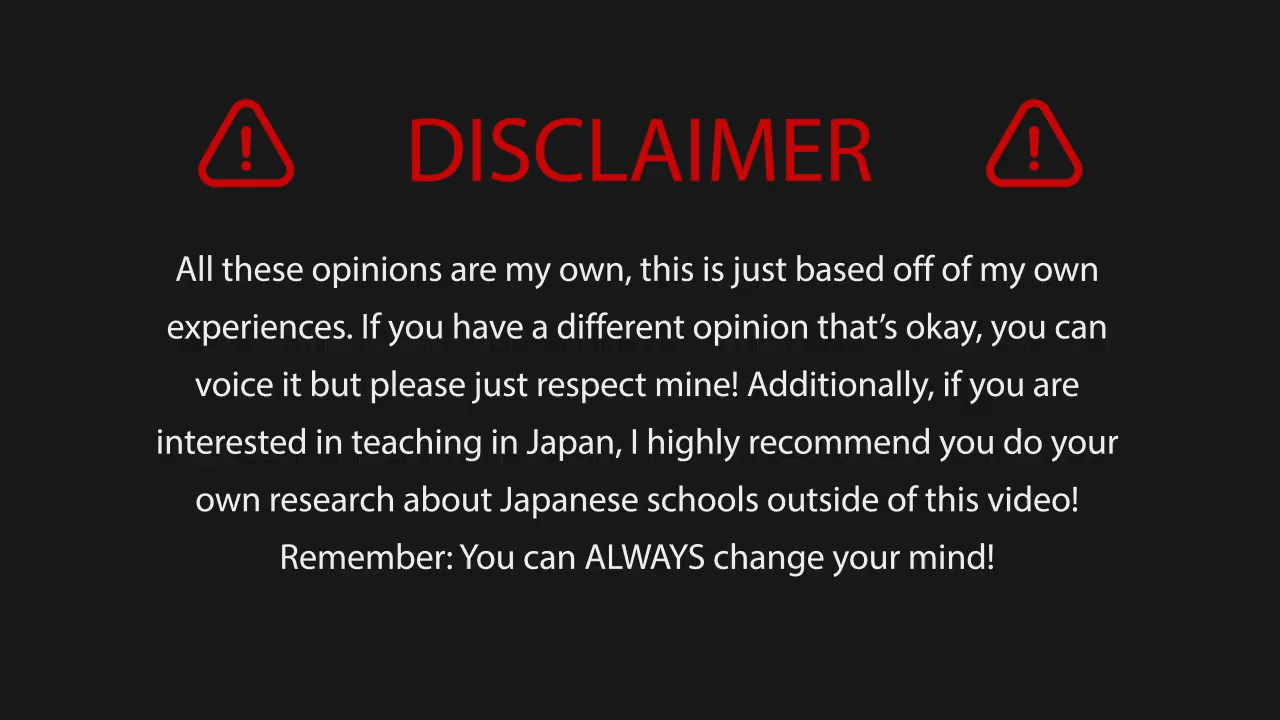 DISCLAIMER
All these opinions are my own, this is just based off of my own
experiences. If you have a different opinion that’s okay, you can
voice it but please just respect mine! Additionally, if you are
interested in teaching in Japan, I highly recommend you do your
own research about Japanese schools outside of this video!
Remember: You can ALWAYS change your mind!